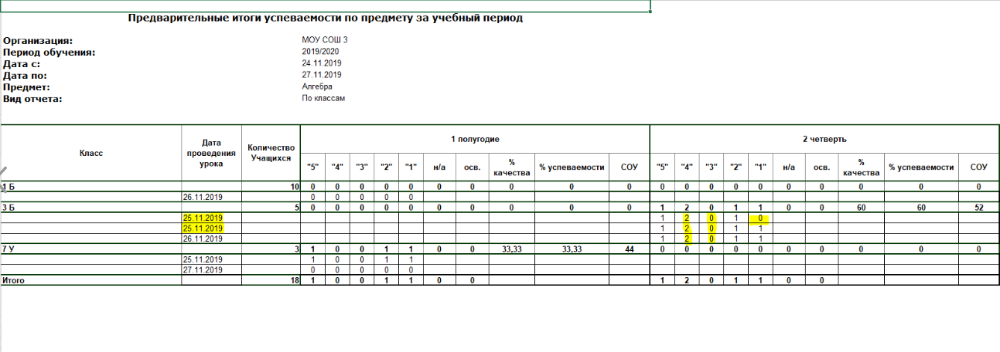 Предварительные итоги успеваемости по предмету за учебный период
Организация: МОУ СОШ 3
Период обучения: 2019/2020
Дата с: 24.11.2019
Дата по: 27.11.2019
Предмет: Алгебра
Вид отчета: По классам
Класс Дата проведения урока Количество Учащихся 1 полугодие 2 четверть
"5" "4" "3" "2" "1" н/а осв. % качества % успеваемости СОУ "5" "4" "3" "2" "1" н/а осв. % качества % успеваемости СОУ
1 Б 10 0 0 0 0 0 0 0 0 0 0 0 0 0 0 0 0 0 0 0 0
26.11.2019 0 0 0 0 0
3 Б 5 0 0 0 0 0 0 0 0 0 0 1 2 0 1 1 0 0 60 60 52
25.11.2019 1 2 0 1 0
25.11.2019 1 2 0 1 1
26.11.2019 1 2 0 1 1
7 У 3 1 0 0 1 1 0 0 33,33 33,33 44 0 0 0 0 0 0 0 0 0 0
25.11.2019 1 0 0 1 1
27.11.2019 0 0 0 0 0
Итого 18 1 0 0 1 1 0 0 1 2 0 1 1 0 0